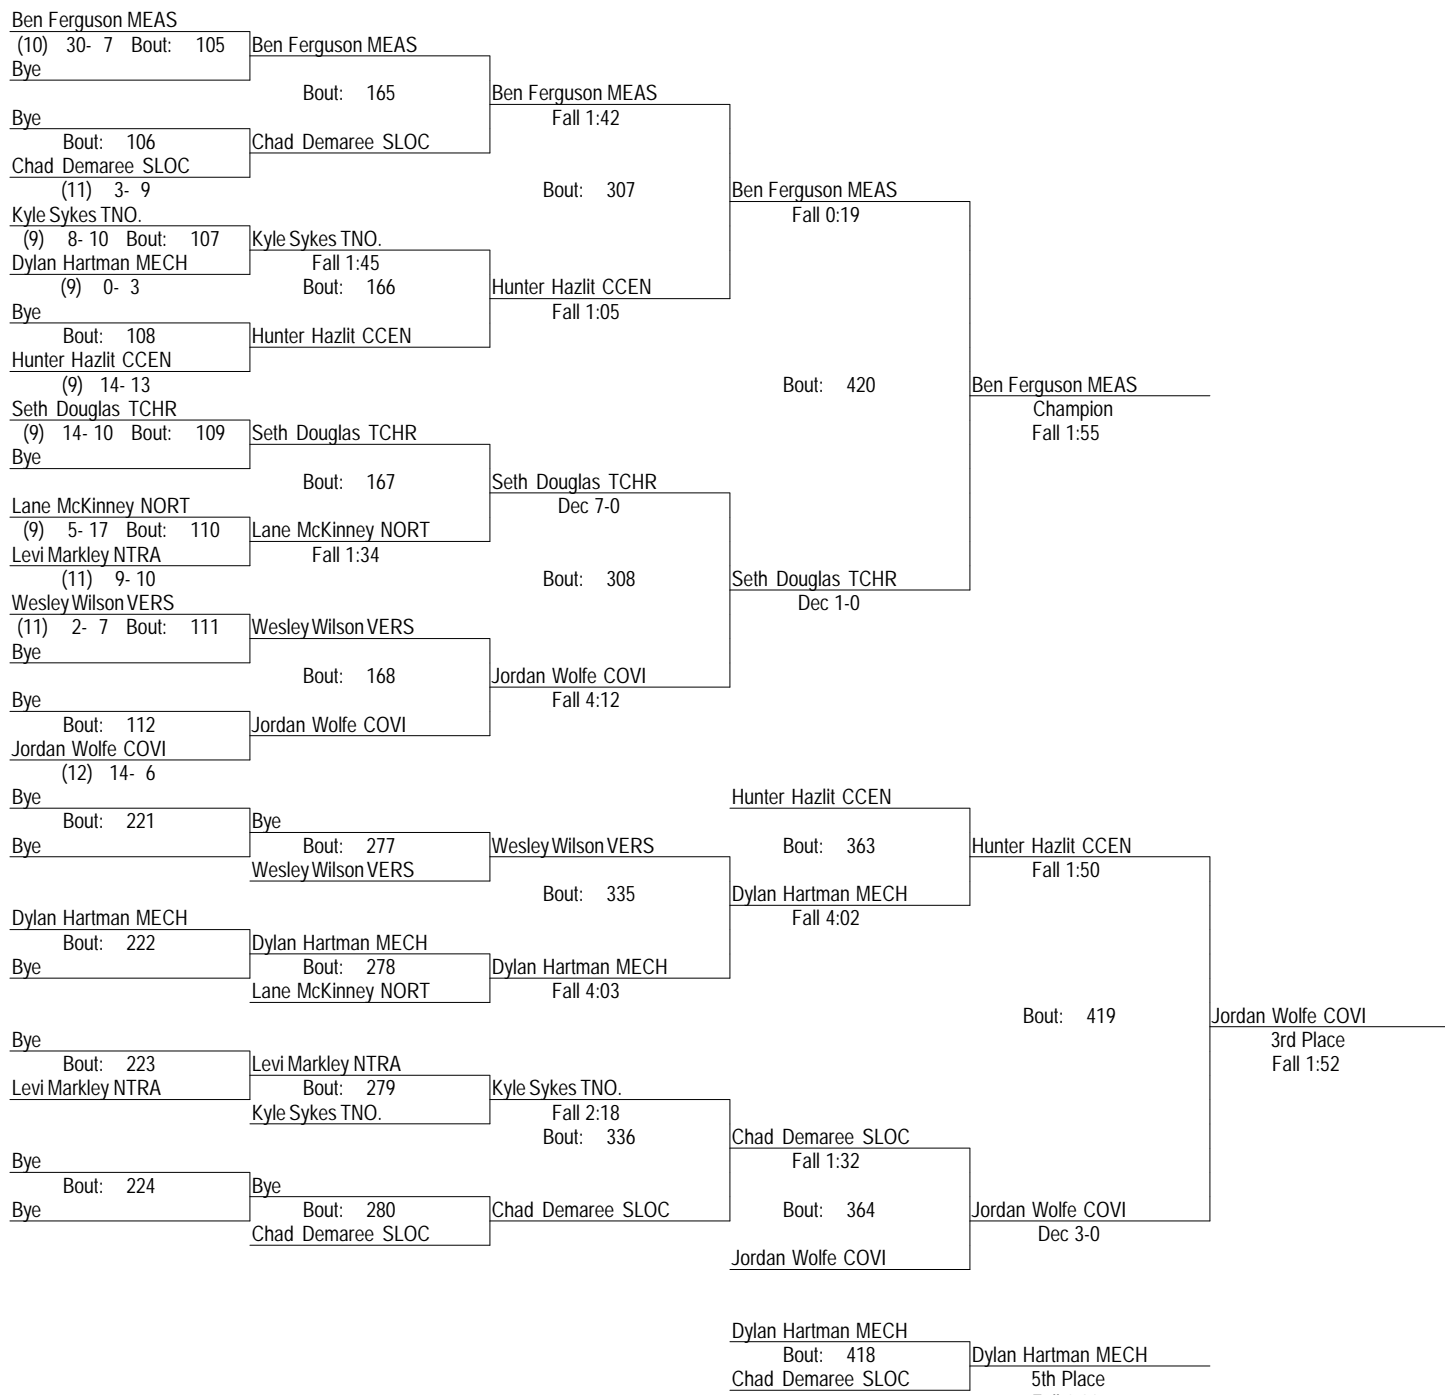 Ben Ferguson MEAS
(10) 30- 7 Bout: 105 Ben Ferguson MEAS
Bye
Bout: 165 Ben Ferguson MEAS
Bye Fall 1:42
Bout: 106 Chad Demaree SLOC
Chad Demaree SLOC
(11) 3- 9 Bout: 307 Ben Ferguson MEAS
Kyle Sykes TNO. Fall 0:19
(9) 8- 10 Bout: 107 Kyle Sykes TNO.
Dylan Hartman MECH Fall 1:45
(9) 0- 3 Bout: 166 Hunter Hazlit CCEN
Bye Fall 1:05
Bout: 108 Hunter Hazlit CCEN
Hunter Hazlit CCEN
(9) 14- 13 Bout: 420 Ben Ferguson MEAS
Seth Douglas TCHR Champion
(9) 14- 10 Bout: 109 Seth Douglas TCHR Fall 1:55
Bye
Bout: 167 Seth Douglas TCHR
Lane McKinney NORT Dec 7-0
(9) 5- 17 Bout: 110 Lane McKinney NORT
Levi Markley NTRA Fall 1:34
(11) 9- 10 Bout: 308 Seth Douglas TCHR
Wesley Wilson VERS Dec 1-0
(11) 2- 7 Bout: 111 Wesley Wilson VERS
Bye
Bout: 168 Jordan Wolfe COVI
Bye Fall 4:12
Bout: 112 Jordan Wolfe COVI
Jordan Wolfe COVI
(12) 14- 6
Bye Hunter Hazlit CCEN
Bout: 221 Bye
Bye Bout: 277 Wesley Wilson VERS Bout: 363 Hunter Hazlit CCEN
Wesley Wilson VERS Fall 1:50
Bout: 335 Dylan Hartman MECH
Dylan Hartman MECH Fall 4:02
Bout: 222 Dylan Hartman MECH
Bye Bout: 278 Dylan Hartman MECH
Lane McKinney NORT Fall 4:03
Bout: 419 Jordan Wolfe COVI
Bye 3rd Place
Bout: 223 Levi Markley NTRA Fall 1:52
Levi Markley NTRA Bout: 279 Kyle Sykes TNO.
Kyle Sykes TNO. Fall 2:18
Bout: 336 Chad Demaree SLOC
Bye Fall 1:32
Bout: 224 Bye
Bye Bout: 280 Chad Demaree SLOC Bout: 364 Jordan Wolfe COVI
Chad Demaree SLOC Dec 3-0
Jordan Wolfe COVI
Dylan Hartman MECH
Bout: 418 Dylan Hartman MECH
Chad Demaree SLOC 5th Place